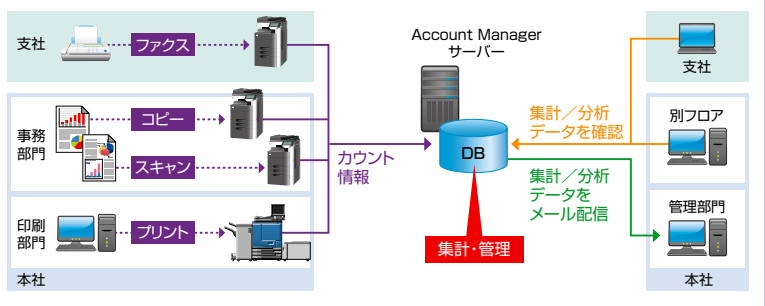 支社
ファクス
事務
部門
コピー
スキャン
印刷
部門
プリント
本社
カウント
情報
Account Manager
サーバー
DB
集計・管理
集計／分析
データを確認
集計／分析
データを
メール配信
支社
別フロア
管理部門
本社